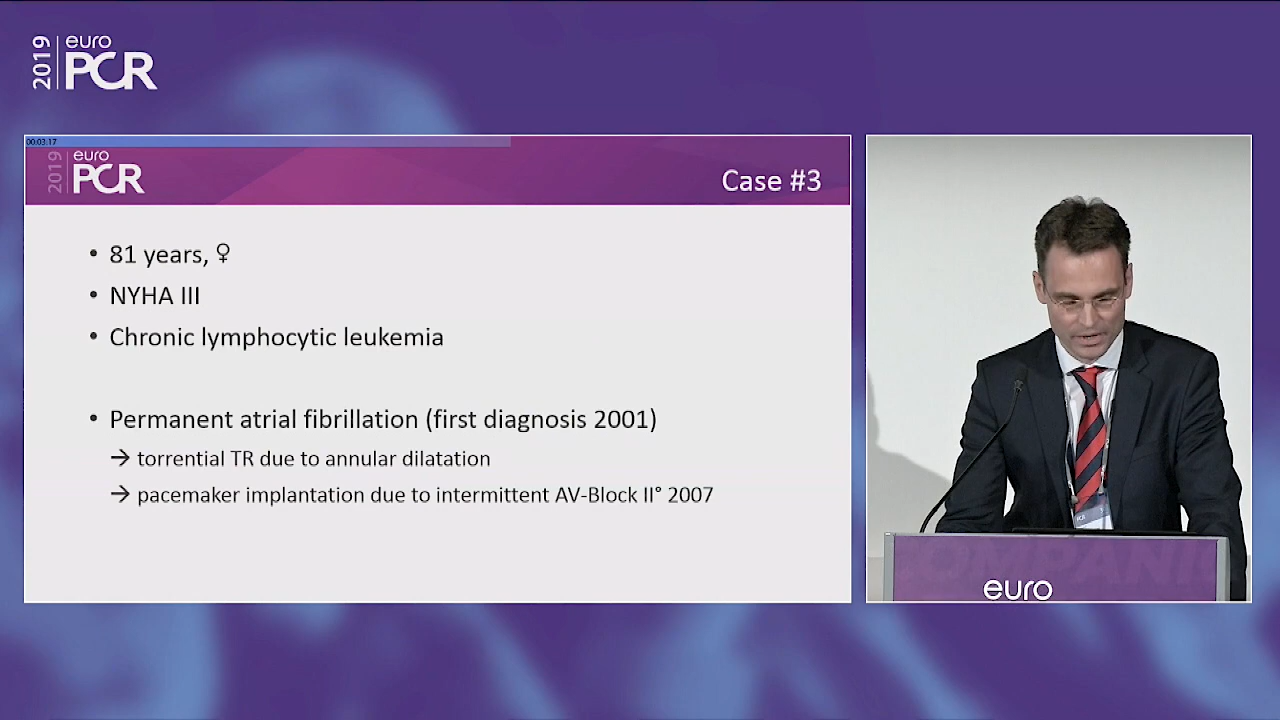 2019 euro
PCR
00:03:17
2019 euro
PCR
Case #3
• 81 years, ♀
• NYHA III
• Chronic lymphocytic leukemia
• Permanent atrial fibrillation (first diagnosis 2001)
→ torrential TR due to annular dilatation
→ pacemaker implantation due to intermittent AV-Block II° 2007
PCR
OMPANI
euro